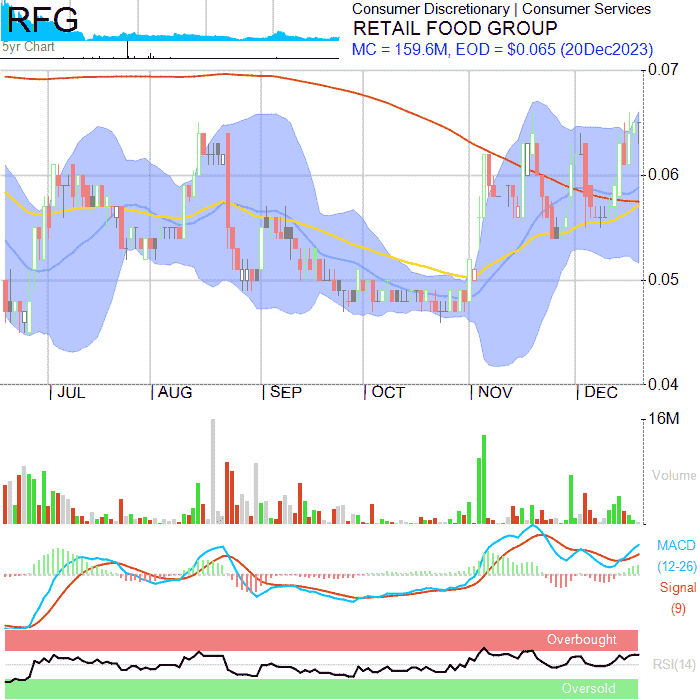 RFG
5yr Chart
Consumer Discretionary | Consumer Services
RETAIL FOOD GROUP
MC = 159.6M, EOD = $0.065 (20Dec2023)
0.07
0.06
0.05
0.04
JUL
AUG
SEP
OCT
NOV
DEC
16M
Volume
MACD
(12-26)
Signal
(9)
Overbought
RSI(14)
Oversold